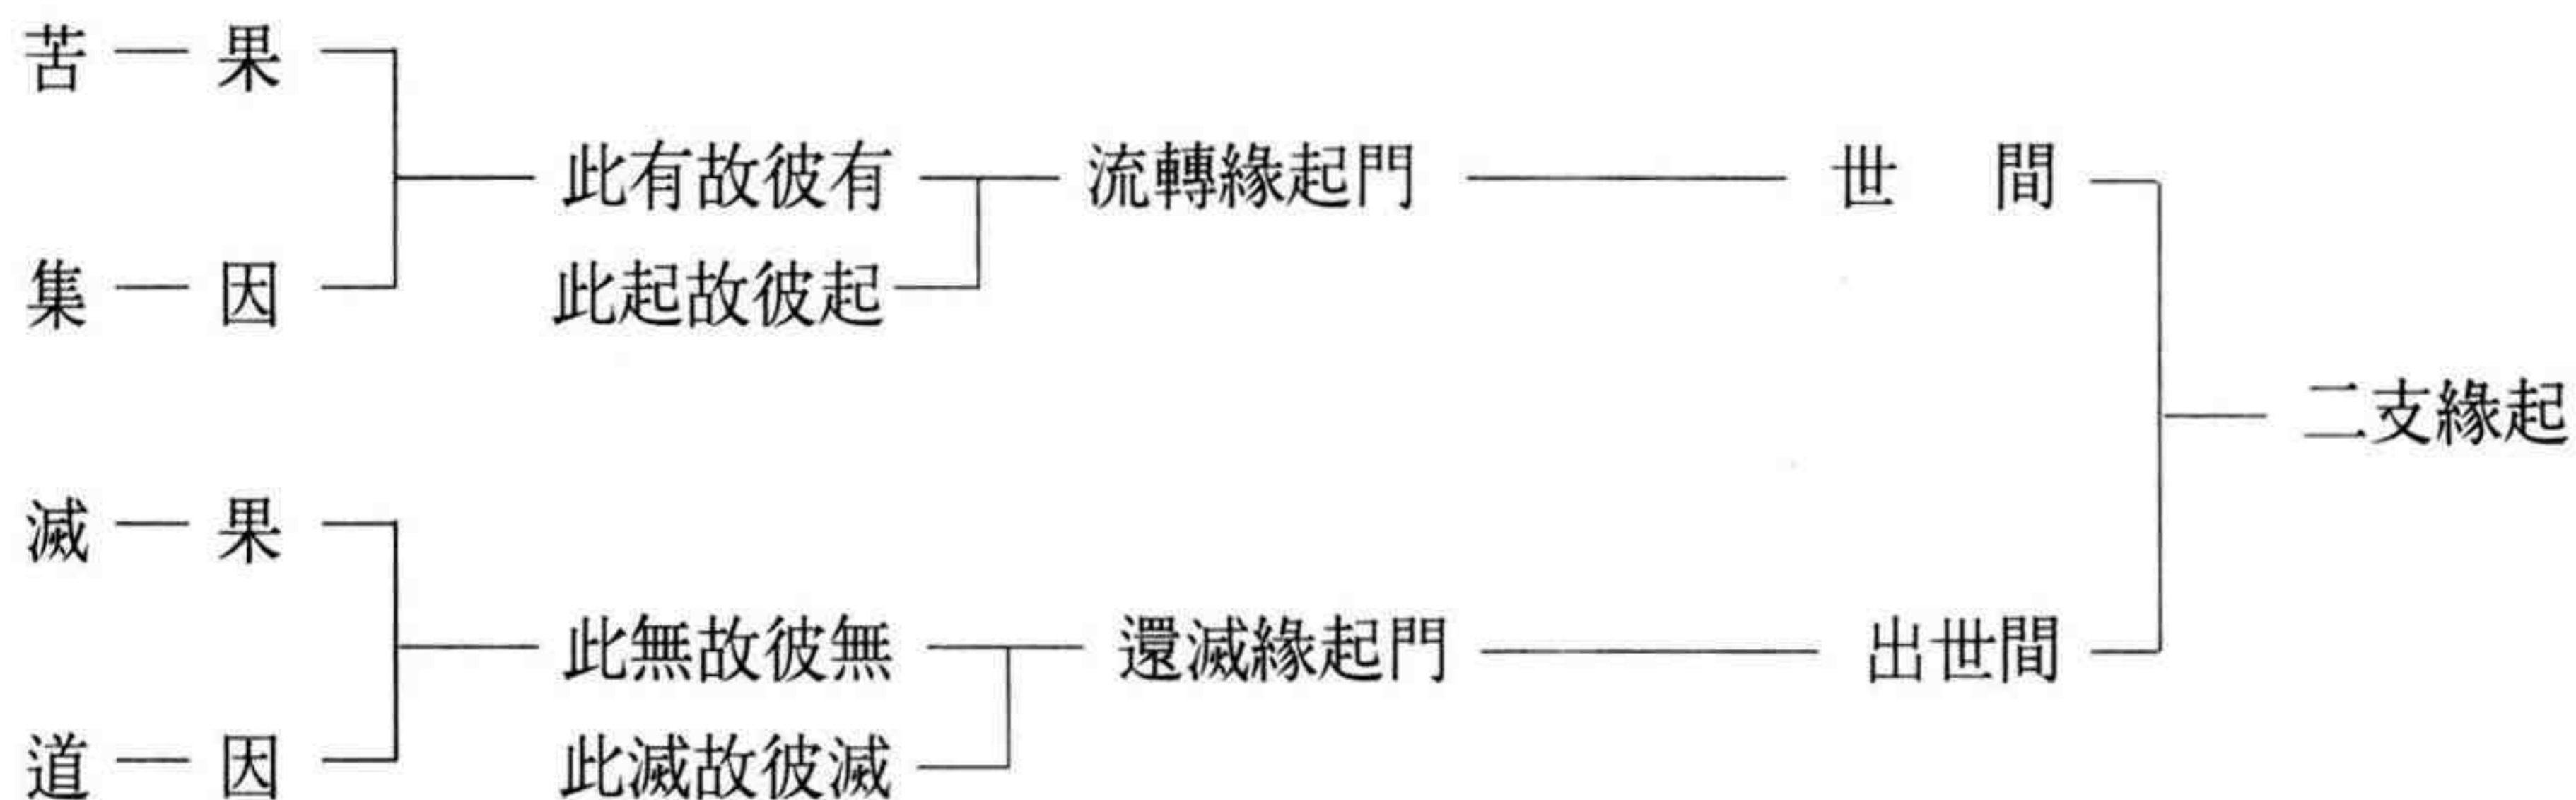 苦 — 果
此有故彼有 流轉緣起門 世 間
集 — 因
此起故彼起
二支緣起
滅 — 果
此無故彼無 還滅緣起門 出世間
道 — 因
此滅故彼滅